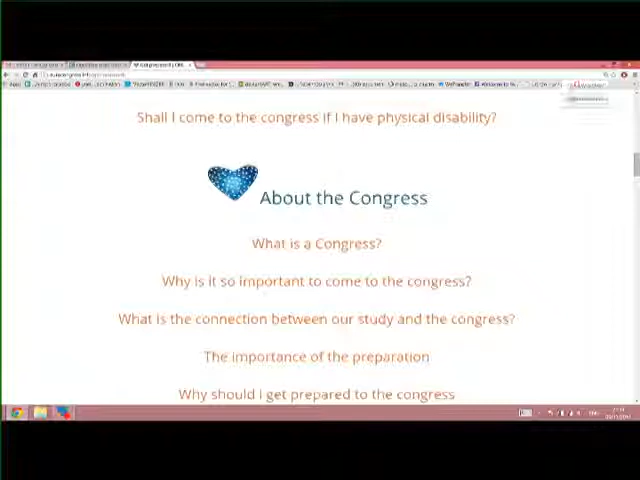 Shall I come to the congress if I have physical disability?
About the Congress
What is a Congress?
Why is it so important to come to the congress?
What is the connection between our study and the congress?
The importance of the preparation
Why should I get prepared to the congress